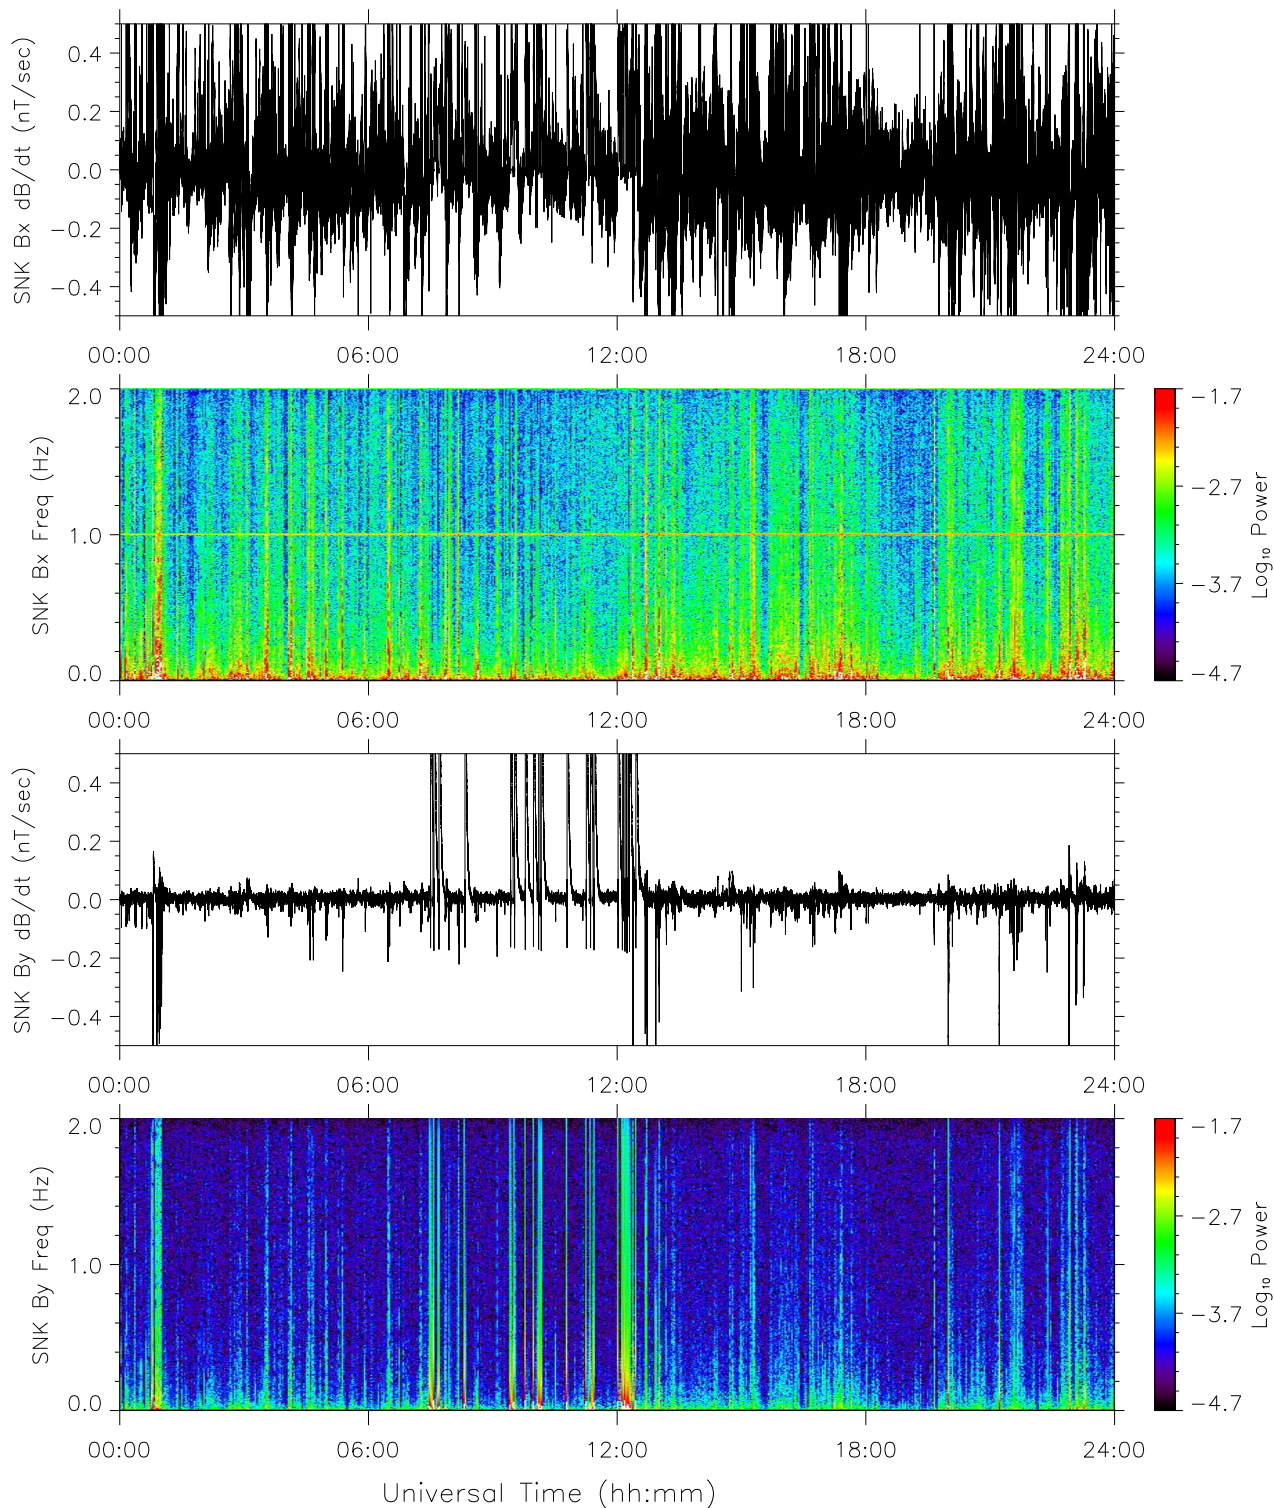 SNK Bx dB/dt (nT/sec)
0.4
0.2
0.0
−0.2
−0.4
00:00 06:00 12:00 18:00 24:00
SNK Bx Freq (Hz)
2.0
1.0
0.0
−1.7
−2.7
−3.7
−4.7
Log10 Power
00:00 06:00 12:00 18:00 24:00
SNK By dB/dt (nT/sec)
0.4
0.2
0.0
−0.2
−0.4
00:00 06:00 12:00 18:00 24:00
SNK By Freq (Hz)
2.0
1.0
0.0
−1.7
−2.7
−3.7
−4.7
Log10 Power
00:00 06:00 12:00 18:00 24:00
Universal Time (hh:mm)